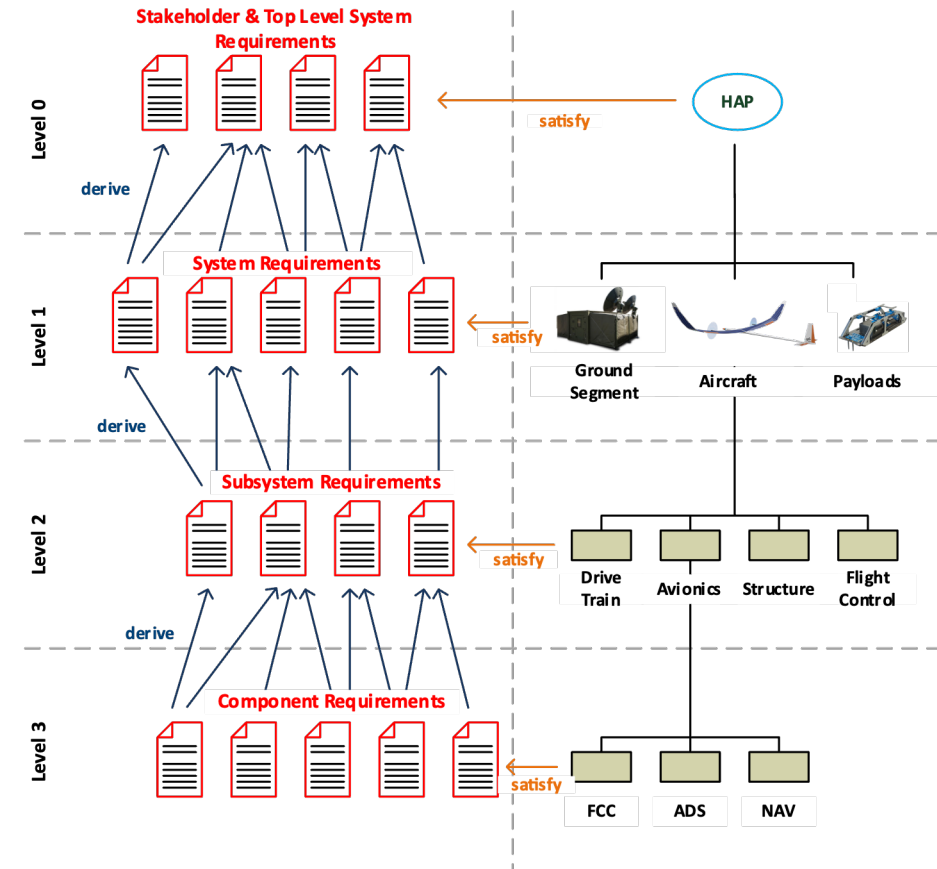 Stakeholder & Top Level System
Requirements
Level 0
HAP
satisfy
derive
System Requirements
Level 1
satisfy
Ground
Segment
Aircraft
Payloads
derive
Subsystem Requirements
Level 2
satisfy
Drive
Train
Avionics
Structure
Flight
Control
derive
Component Requirements
Level 3
satisfy
FCC
ADS
NAV